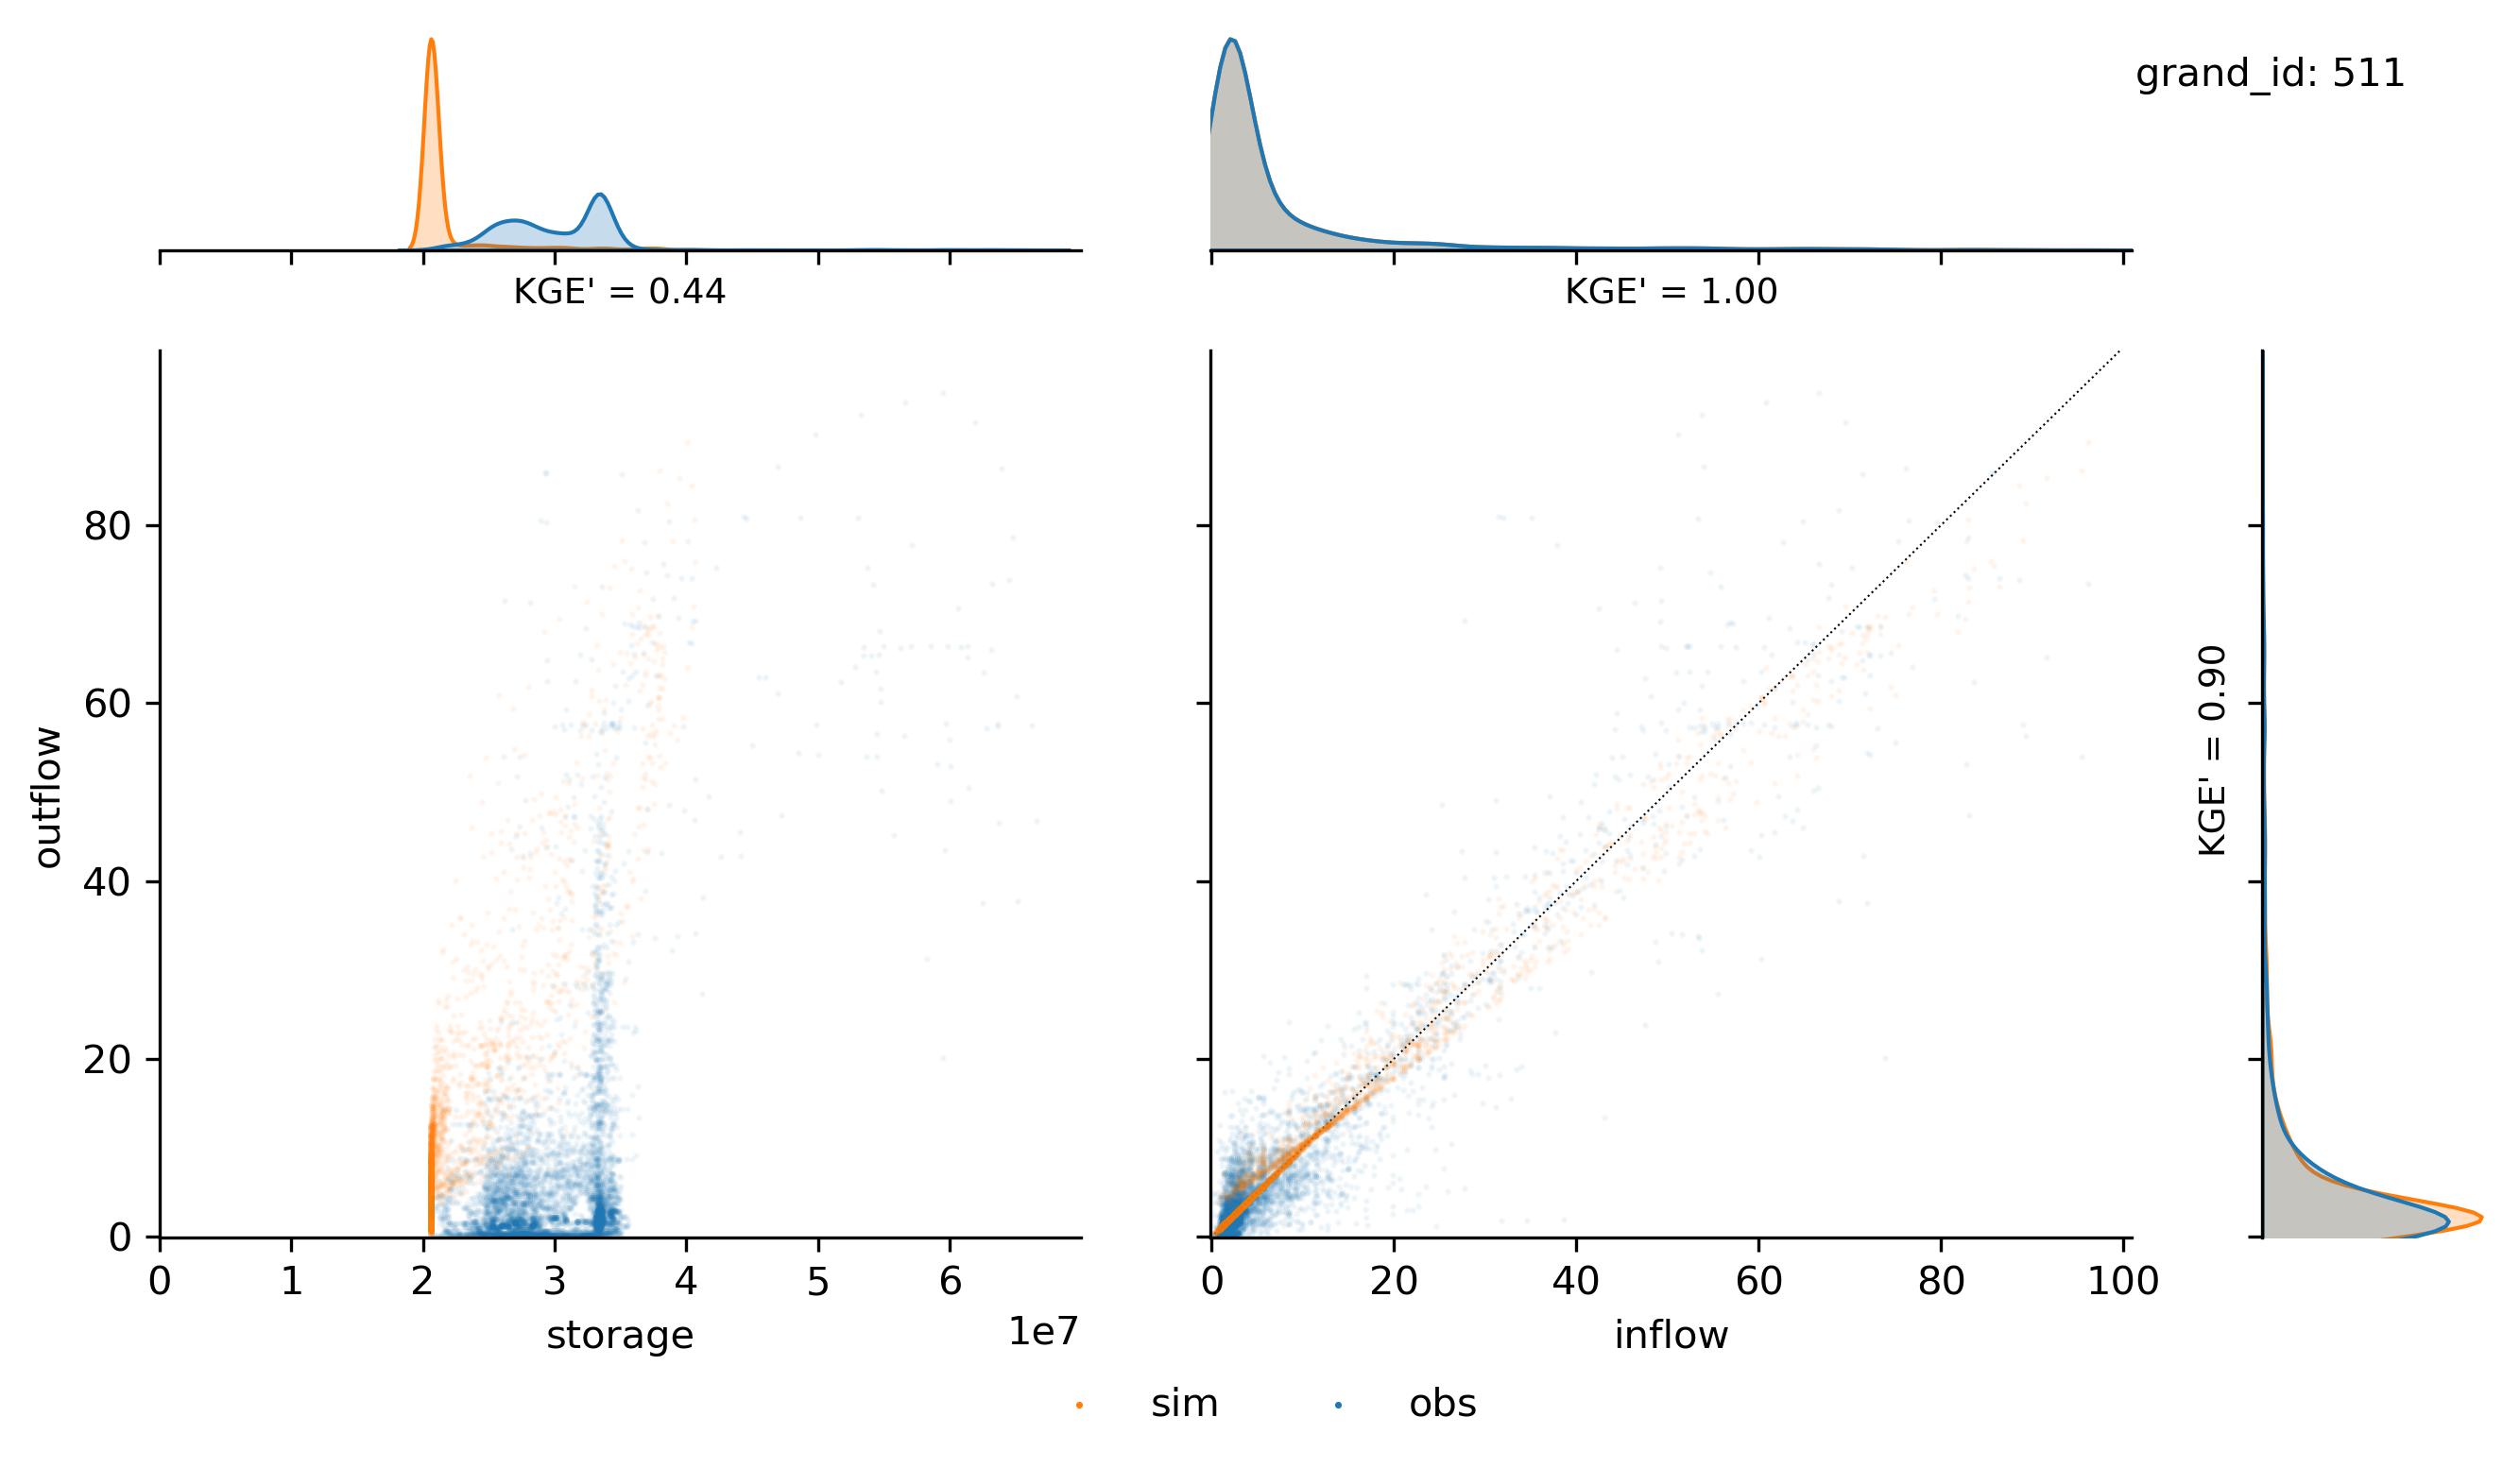 grand_id: 511
KGE' = 0.44
KGE' = 1.00
outflow
80
60
40
20
0
KGE' = 0.90
0 1 2 3 4 5 6
1e7
storage
0 20 40 60 80 100
inflow
sim obs